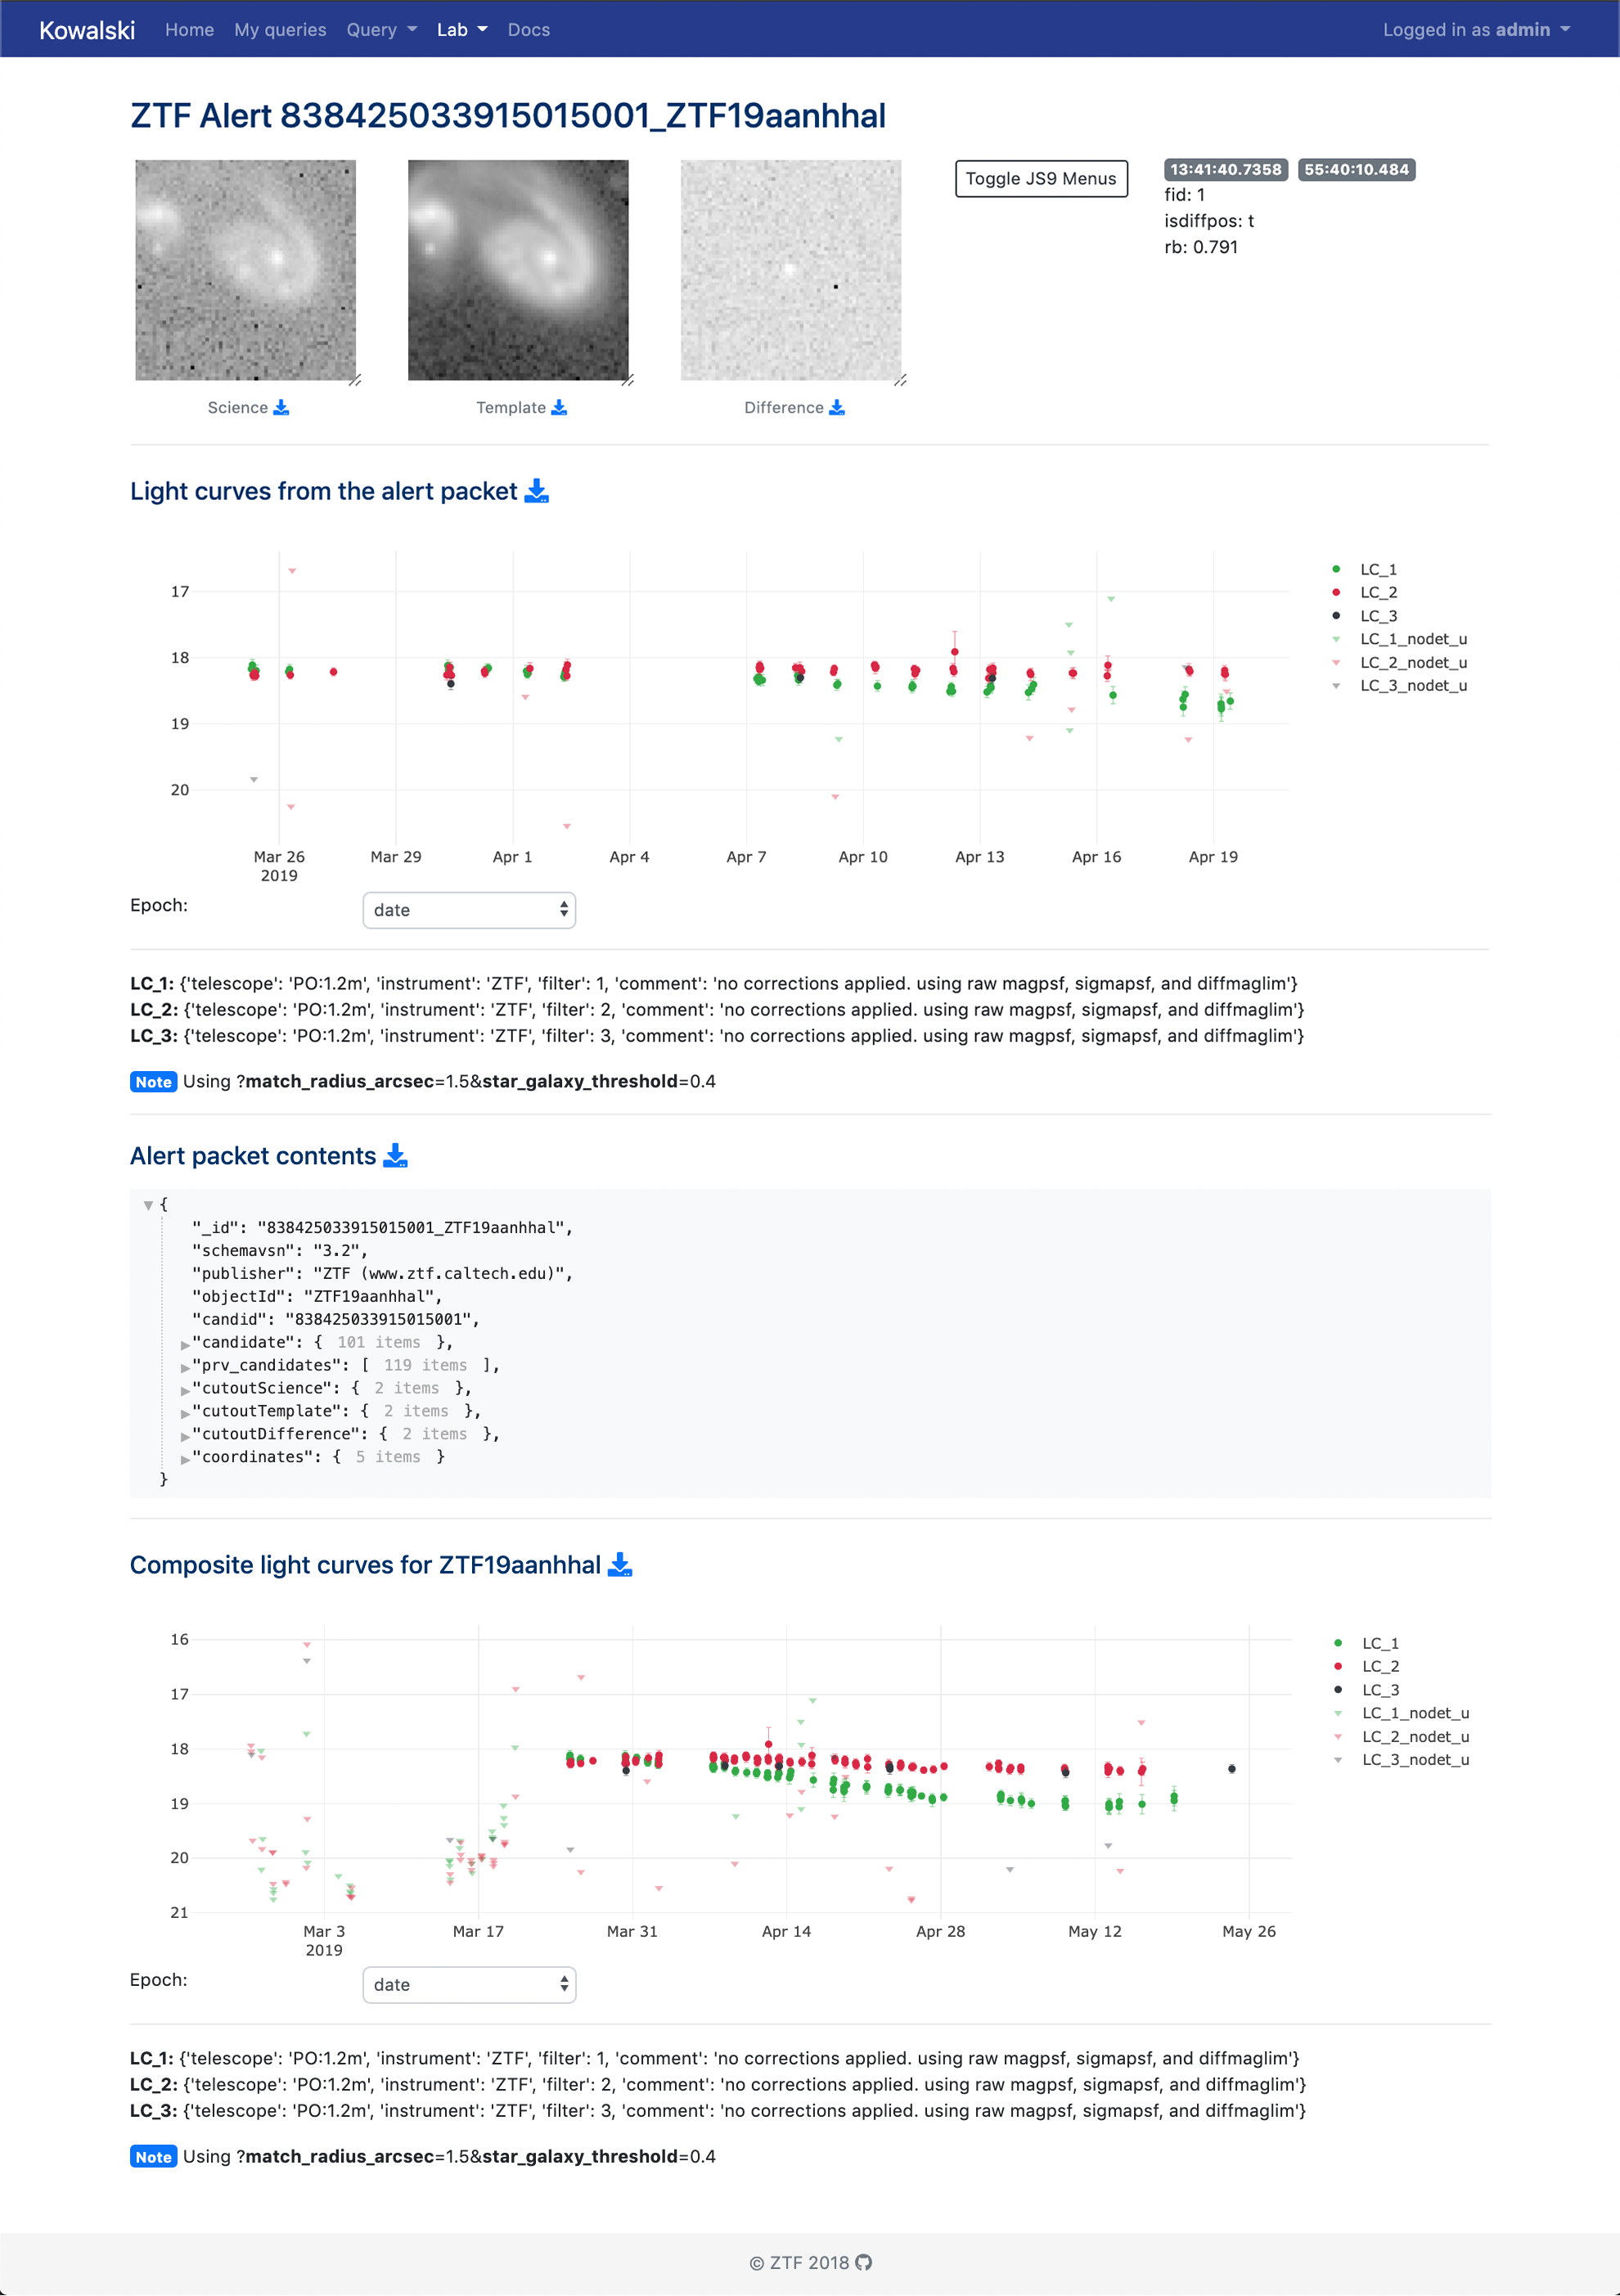 Kowalski Home My queries Query Lab Docs Logged in as admin
ZTF Alert 838425033915015001_ZTF19aanhhal
Toggle JS9 Menus
13:41:40.7358 55:40:10.484
fid: 1
isdiffpos: t
rb: 0.791
Science Template Difference
Light curves from the alert packet
17
18
19
20
Mar 26 Mar 29 Apr 1 Apr 4 Apr 7 Apr 10 Apr 13 Apr 16 Apr 19
2019
LC_1
LC_2
LC_3
LC_1_nodet_u
LC_2_nodet_u
LC_3_nodet_u
Epoch: date
LC_1: {'telescope': 'PO:1.2m', 'instrument': 'ZTF', 'filter': 1, 'comment': 'no corrections applied. using raw magpsf, sigmapsf, and diffmaglim'}
LC_2: {'telescope': 'PO:1.2m', 'instrument': 'ZTF', 'filter': 2, 'comment': 'no corrections applied. using raw magpsf, sigmapsf, and diffmaglim'}
LC_3: {'telescope': 'PO:1.2m', 'instrument': 'ZTF', 'filter': 3, 'comment': 'no corrections applied. using raw magpsf, sigmapsf, and diffmaglim'}
Note Using ?match_radius_arcsec=1.5&star_galaxy_threshold=0.4
Alert packet contents
{
"_id": "838425033915015001_ZTF19aanhhal",
"schemavsn": "3.2",
"publisher": "ZTF (www.ztf.caltech.edu)",
"objectId": "ZTF19aanhhal",
"candid": "838425033915015001",
"candidate": { 101 items },
"prv_candidates": [ 119 items ],
"cutoutScience": { 2 items },
"cutoutTemplate": { 2 items },
"cutoutDifference": { 2 items },
"coordinates": { 5 items }
}
Composite light curves for ZTF19aanhhal
16
17
18
19
20
21
Mar 3 Mar 17 Mar 31 Apr 14 Apr 28 May 12 May 26
2019
LC_1
LC_2
LC_3
LC_1_nodet_u
LC_2_nodet_u
LC_3_nodet_u
Epoch: date
LC_1: {'telescope': 'PO:1.2m', 'instrument': 'ZTF', 'filter': 1, 'comment': 'no corrections applied. using raw magpsf, sigmapsf, and diffmaglim'}
LC_2: {'telescope': 'PO:1.2m', 'instrument': 'ZTF', 'filter': 2, 'comment': 'no corrections applied. using raw magpsf, sigmapsf, and diffmaglim'}
LC_3: {'telescope': 'PO:1.2m', 'instrument': 'ZTF', 'filter': 3, 'comment': 'no corrections applied. using raw magpsf, sigmapsf, and diffmaglim'}
Note Using ?match_radius_arcsec=1.5&star_galaxy_threshold=0.4
© ZTF 2018